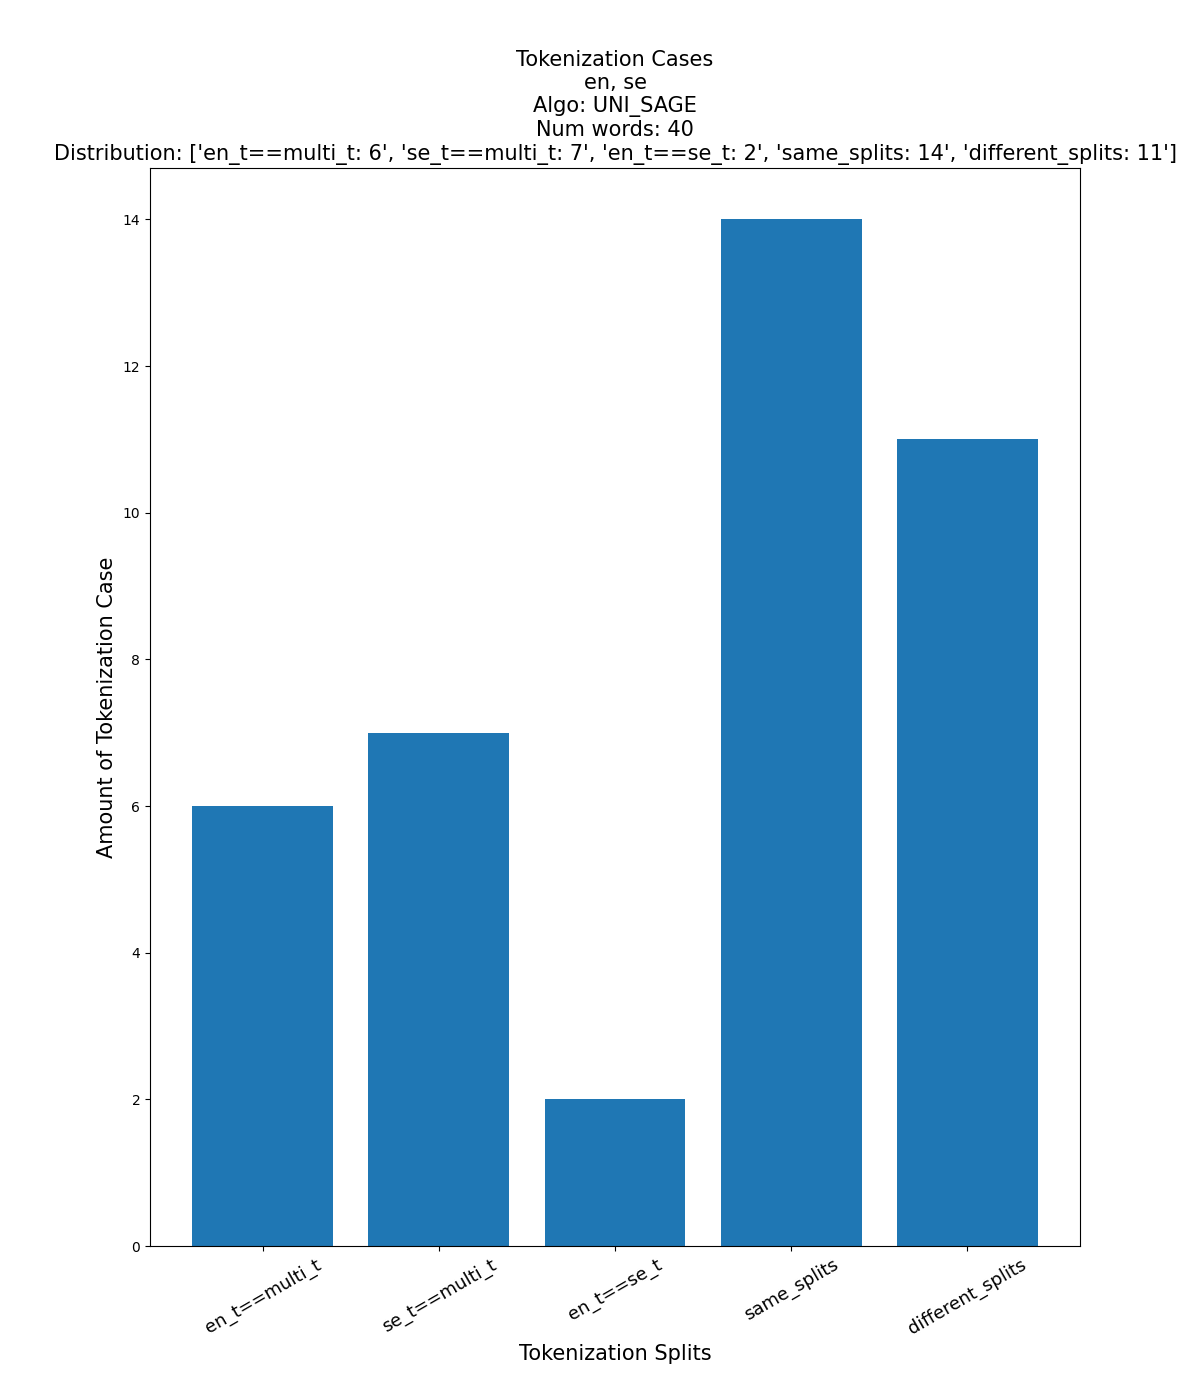 Tokenization Cases
en, se
Algo: UNI_SAGE
Num words: 40
Distribution: ['en_t==multi_t: 6', 'se_t==multi_t: 7', 'en_t==se_t: 2', 'same_splits: 14', 'different_splits: 11']
14
12
10
8
6
4
2
0
Amount of Tokenization Case
en_t==multi_t
se_t==multi_t
en_t==se_t
same_splits
different_splits
Tokenization Splits